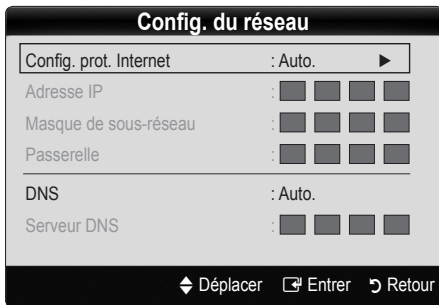 Config. du réseau
Config. prot. Internet : Auto. ►
Adresse IP :
Masque de sous-réseau :
Passerelle :
DNS : Auto.
Serveur DNS :
Déplacer Entrer Retour